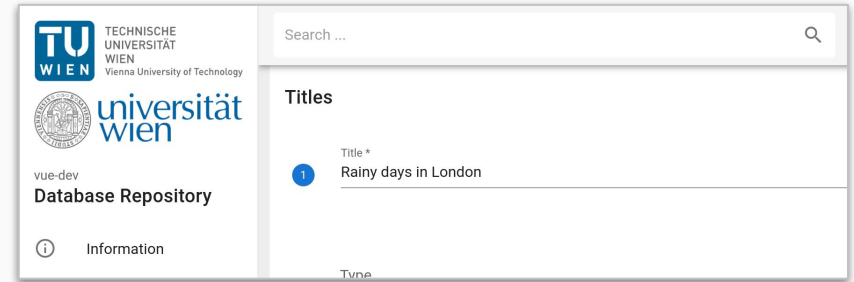 TU
WIEN
TECHNISCHE
UNIVERSITÄT
WIEN
Vienna University of Technology
universität
wien
vue-dev
Database Repository
Information
Search ...
Titles
1
Title *
Rainy days in London
Type